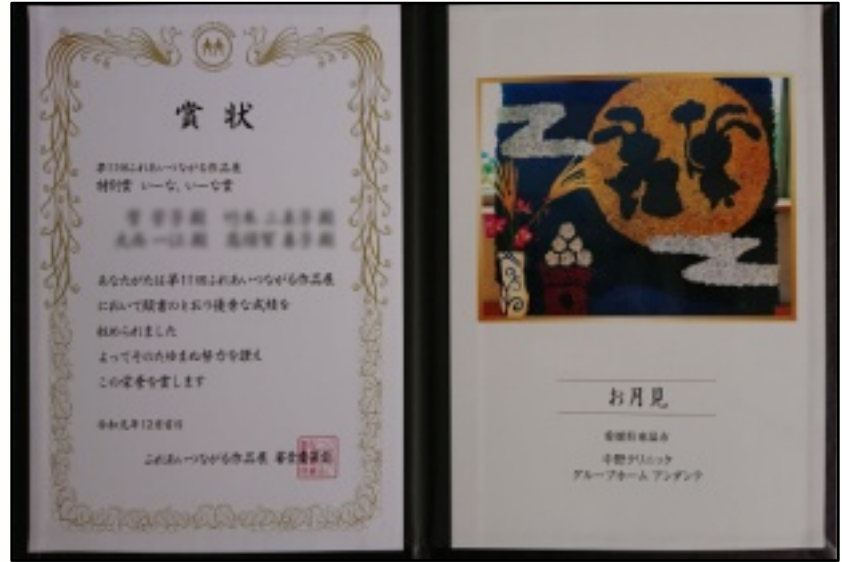 賞状
第11回ふれあいつながる作品展
特別賞 いーな、いーな賞
あなたがたは第11回ふれあいつながる作品展
において頭書のとおり優秀な成績を
収められました
よってそのたゆまぬ努力を讃え
この栄誉を賞します
令和元年12月吉日
ふれあいつながる作品展 審査委員会
お月見
愛媛県東温市
中野クリニック
グループホーム アンダンテ